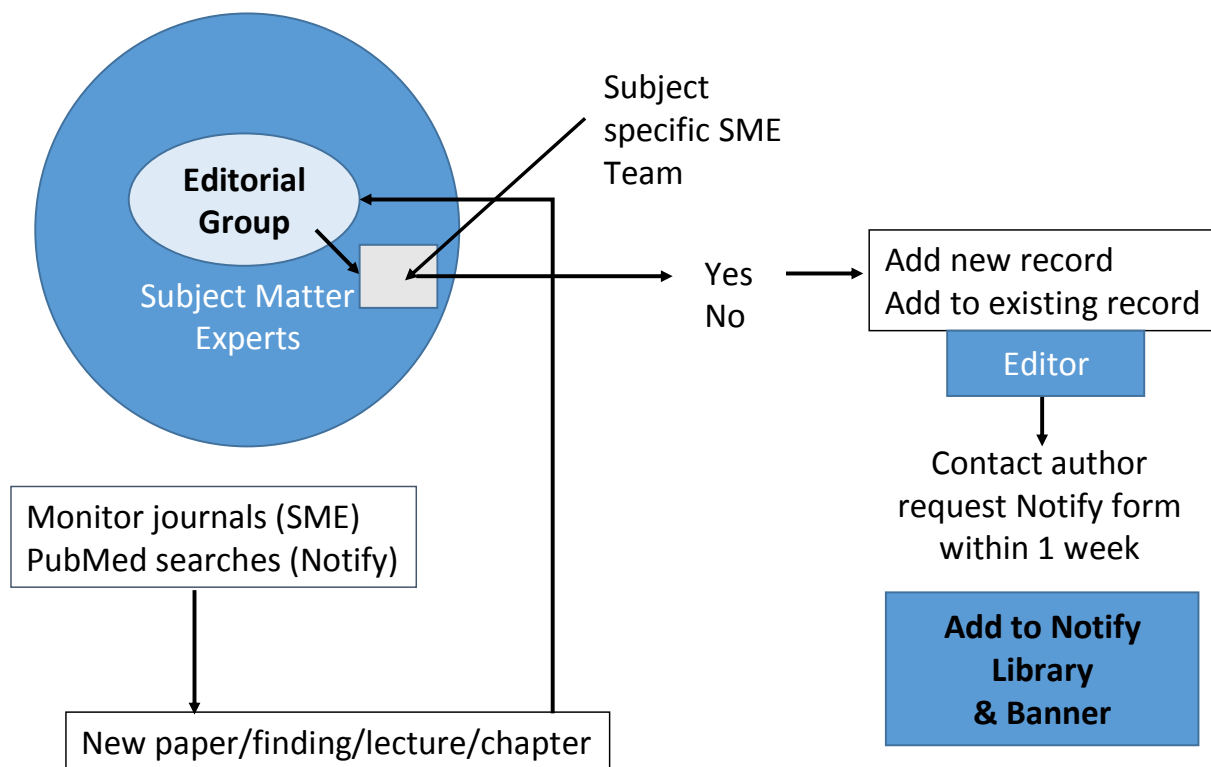 Editorial
Group
Subject Matter
Experts
Subject
specific SME
Team
Yes
No
Add new record
Add to existing record
Editor
Contact author
request Notify form
within 1 week
Add to Notify
Library
& Banner
Monitor journals (SME)
PubMed searches (Notify)
New paper/finding/lecture/chapter